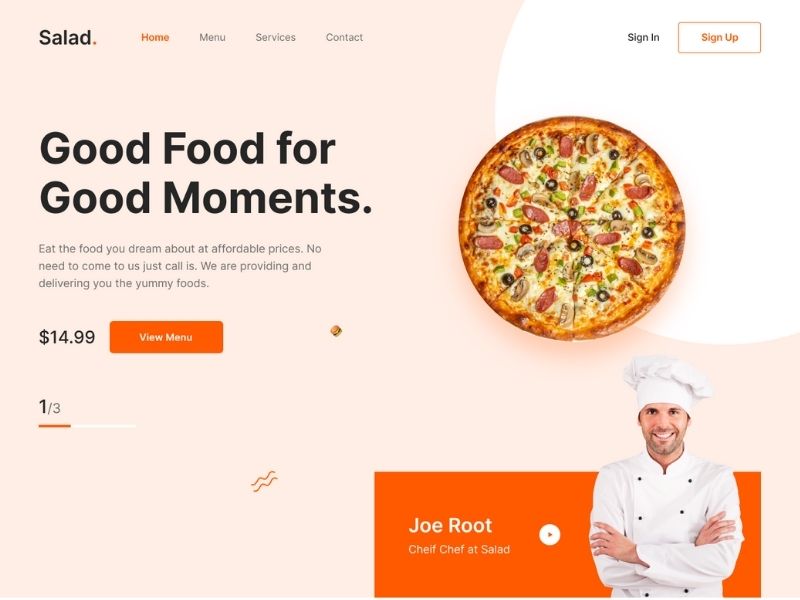 Salad.
Home
Menu
Services
Contact
Sign In
Sign Up
Good Food for
Good Moments.
Eat the food you dream about at affordable prices. No
need to come to us just call is. We are providing and
delivering you the yummy foods.
$14.99
View Menu
1/3
Joe Root
Cheif Chef at Salad